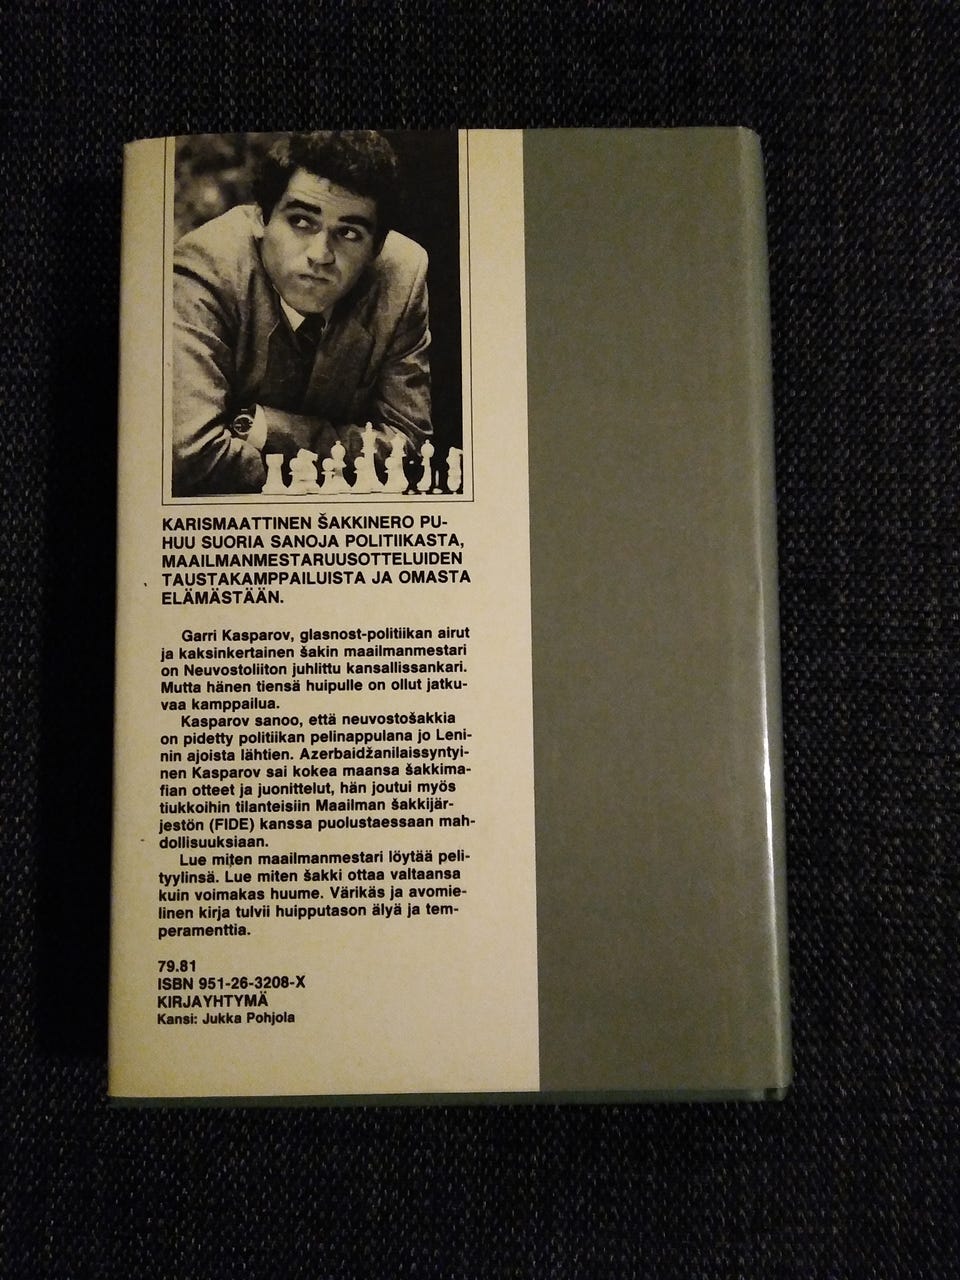 KARISMAATTINEN ŠAKKINERO PU-
HUU SUORIA SANOJA POLITIIKASTA,
MAAILMANMESTARUUSOTTELUIDEN
TAUSTAKAMPPAILUISTA JA OMASTA
ELÄMÄSTÄÄN.
Garri Kasparov, glasnost-politiikan airut
ja kaksinkertainen šakin maailmanmestari
on Neuvostoliiton juhlittu kansallissankari.
Mutta hänen tiensä huipulle on ollut jatku-
vaa kamppailua.
Kasparov sanoo, että neuvostošakkia
on pidetty politiikan pelinappulana jo Leni-
nin ajoista lähtien. Azerbaidžanilaissyntyi-
nen Kasparov sai kokea maansa šakkima-
fian otteet ja juonittelut, hän joutui myös
tiukkoihin tilanteisiin Maailman šakkijär-
jestön (FIDE) kanssa puolustaessaan mah-
dollisuuksiaan.
Lue miten maailmanmestari löytää peli-
tyylinsä. Lue miten šakki ottaa valtaansa
kuin voimakas huume. Värikäs ja avomie-
linen kirja tulvii huipputason älyä ja tem-
peramenttia.
79.81
ISBN 951-26-3208-X
KIRJAYHTYMÄ
Kansi: Jukka Pohjola